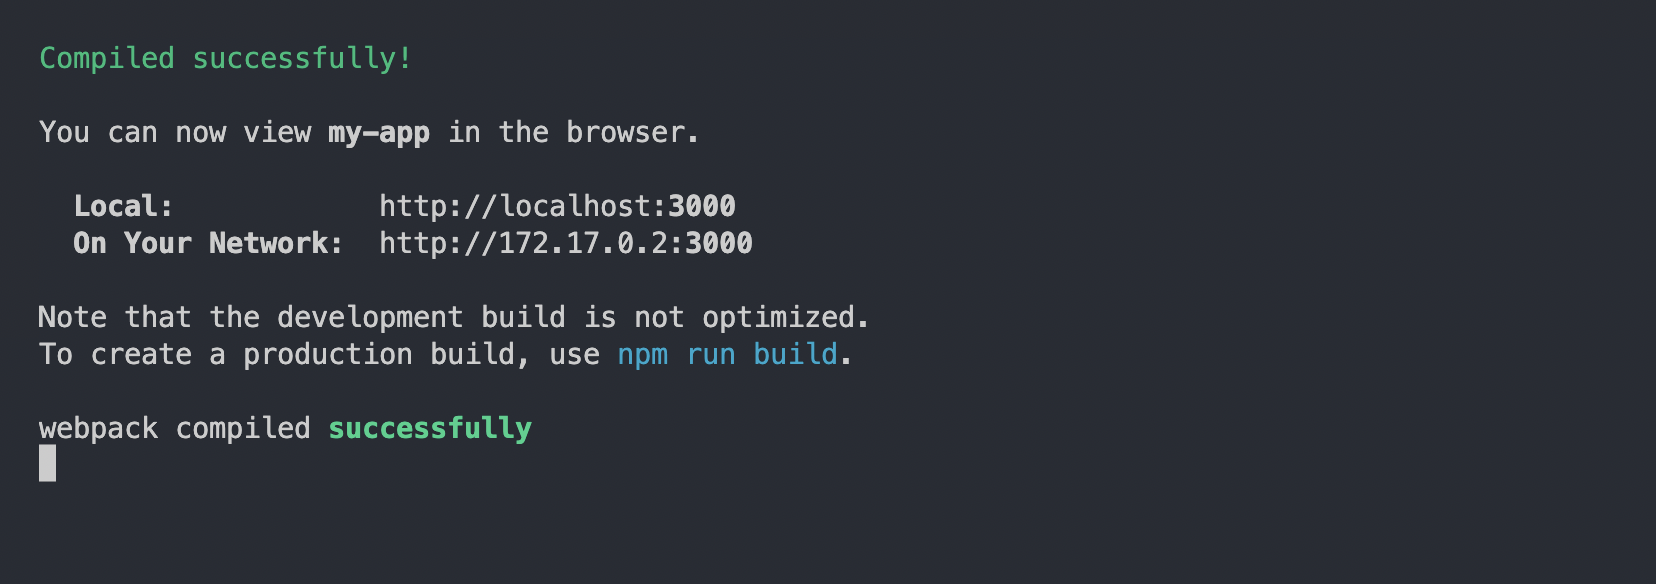 Compiled successfully!
You can now view my-app in the browser.
Local: http://localhost:3000
On Your Network: http://172.17.0.2:3000
Note that the development build is not optimized.
To create a production build, use npm run build.
webpack compiled successfully